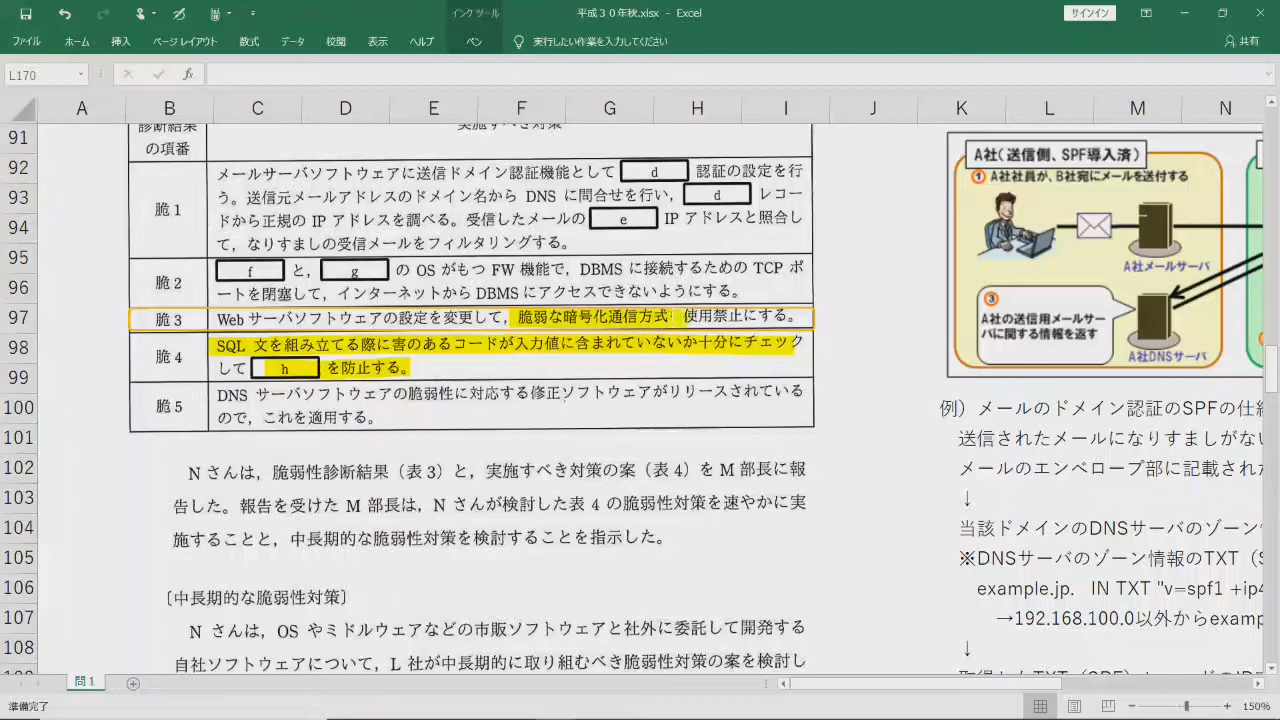 インク ツール
平成３０年秋.xlsx - Excel
サインイン
ファイル
ホーム
挿入
ページ レイアウト
数式
データ
校閲
表示
ヘルプ
ペン
実行したい作業を入力してください
共有
L170
fx
A B C D E F G H I J K L M N
91
92
93
94
95
96
97
98
99
100
101
102
103
104
105
106
107
108
診断結果
の項番
実施すべき対策
脆 1
メールサーバソフトウェアに送信ドメイン認証機能として d 認証の設定を行
う。送信元メールアドレスのドメイン名から DNS に問合せを行い， d レコー
ドから正規の IP アドレスを調べる。受信したメールの e IP アドレスと照合し
て，なりすましの受信メールをフィルタリングする。
脆 2
f と， g の OS がもつ FW 機能で，DBMS に接続するための TCP ポ
ートを閉塞して，インターネットから DBMS にアクセスできないようにする。
脆 3
Web サーバソフトウェアの設定を変更して，脆弱な暗号化通信方式 使用禁止にする。
脆 4
SQL 文を組み立てる際に害のあるコードが入力値に含まれていないか十分にチェック
して h を防止する。
脆 5
DNS サーバソフトウェアの脆弱性に対応する修正ソフトウェアがリリースされている
ので，これを適用する。
N さんは，脆弱性診断結果（表 3）と，実施すべき対策の案（表 4）を M 部長に報
告した。報告を受けた M 部長は，N さんが検討した表 4 の脆弱性対策を速やかに実
施することと，中長期的な脆弱性対策を検討することを指示した。
〔中長期的な脆弱性対策〕
N さんは，OS やミドルウェアなどの市販ソフトウェアと社外に委託して開発する
自社ソフトウェアについて，L 社が中長期的に取り組むべき脆弱性対策の案を検討し
A社（送信側、SPF導入済）
① A社社員が、B社宛にメールを送付する
A社メールサーバ
③
A社の送信用メールサー
バに関する情報を返す
A社DNSサーバ
例）メールのドメイン認証のSPFの仕
送信されたメールになりすましがな
メールのエンベロープ部に記載された
↓
当該ドメインのDNSサーバのゾーン
※DNSサーバのゾーン情報のTXT（S
example.jp. IN TXT "v=spf1 +ip4
→192.168.100.0以外からexamp
↓
問 1
準備完了
150%